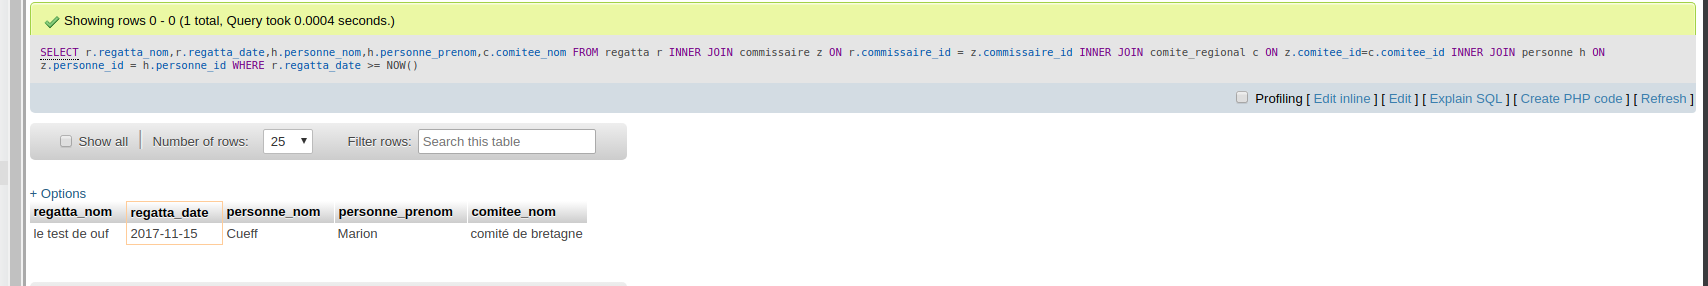 Showing rows 0 - 0 (1 total, Query took 0.0004 seconds.)
SELECT r.regatta_nom,r.regatta_date,h.personne_nom,h.personne_prenom,c.comitee_nom FROM regatta r INNER JOIN commissaire z ON r.commissaire_id = z.commissaire_id INNER JOIN comite_regional c ON z.comitee_id=c.comitee_id INNER JOIN personne h ON
z.personne_id = h.personne_id WHERE r.regatta_date >= NOW()
Profiling [ Edit inline ] [ Edit ] [ Explain SQL ] [ Create PHP code ] [ Refresh ]
Show all Number of rows: 25 Filter rows: Search this table
+ Options
regatta_nom regatta_date personne_nom personne_prenom comitee_nom
le test de ouf 2017-11-15 Cueff Marion comité de bretagne